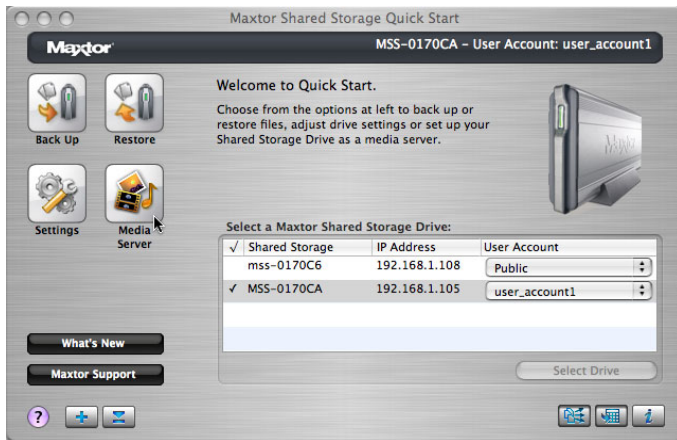 Maxtor Shared Storage Quick Start
Maxtor
MSS-0170CA – User Account: user_account1
Back Up
Restore
Settings
Media
Server
Welcome to Quick Start.
Choose from the options at left to back up or
restore files, adjust drive settings or set up your
Shared Storage Drive as a media server.
Maxtor
Select a Maxtor Shared Storage Drive:
√ Shared Storage IP Address User Account
mss-0170C6 192.168.1.108 Public
✓ MSS-0170CA 192.168.1.105 user_account1
Select Drive
What's New
Maxtor Support
?
i